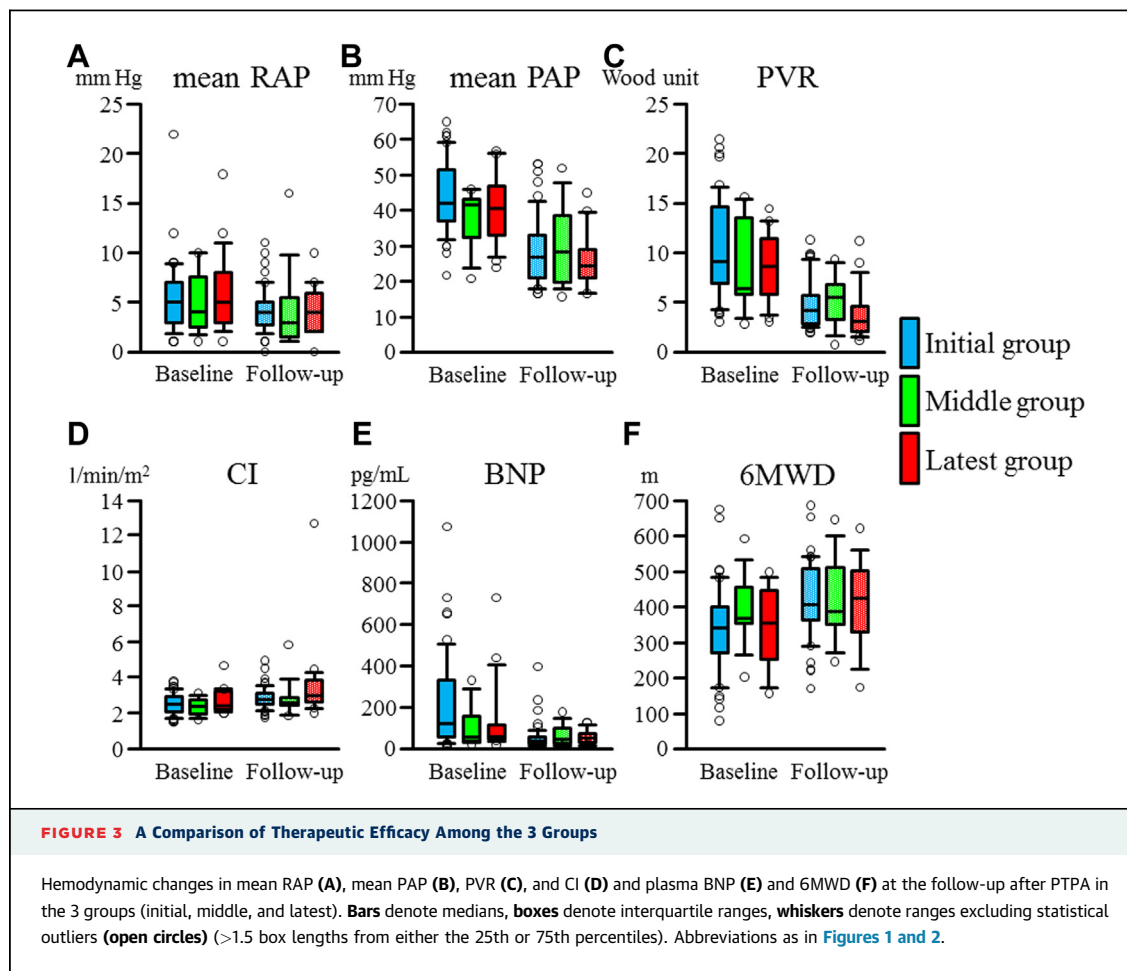 A
mm Hg
mean RAP
25
20
15
10
5
0
Baseline Follow-up
B
mm Hg
mean PAP
70
60
50
40
30
20
10
0
Baseline Follow-up
C
Wood unit
PVR
25
20
15
10
5
0
Baseline Follow-up
Initial group
Middle group
Latest group
D
l/min/m²
CI
14
12
10
8
6
4
2
0
Baseline Follow-up
E
pg/mL
BNP
1200
1000
800
600
400
200
0
Baseline Follow-up
F
m
6MWD
700
600
500
400
300
200
100
0
Baseline Follow-up
FIGURE 3 A Comparison of Therapeutic Efficacy Among the 3 Groups
Hemodynamic changes in mean RAP (A), mean PAP (B), PVR (C), and CI (D) and plasma BNP (E) and 6MWD (F) at the follow-up after PTPA in
the 3 groups (initial, middle, and latest). Bars denote medians, boxes denote interquartile ranges, whiskers denote ranges excluding statistical
outliers (open circles) (>1.5 box lengths from either the 25th or 75th percentiles). Abbreviations as in Figures 1 and 2.